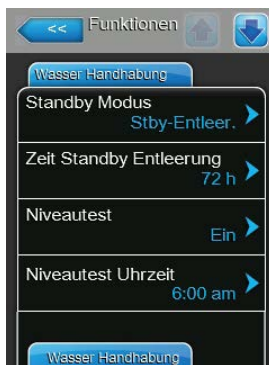 <<
Funktionen
Wasser Handhabung
Standby Modus
Stby-Entleer.
Zeit Standby Entleerung
72 h
Niveautest
Ein
Niveautest Uhrzeit
6:00 am
Wasser Handhabung